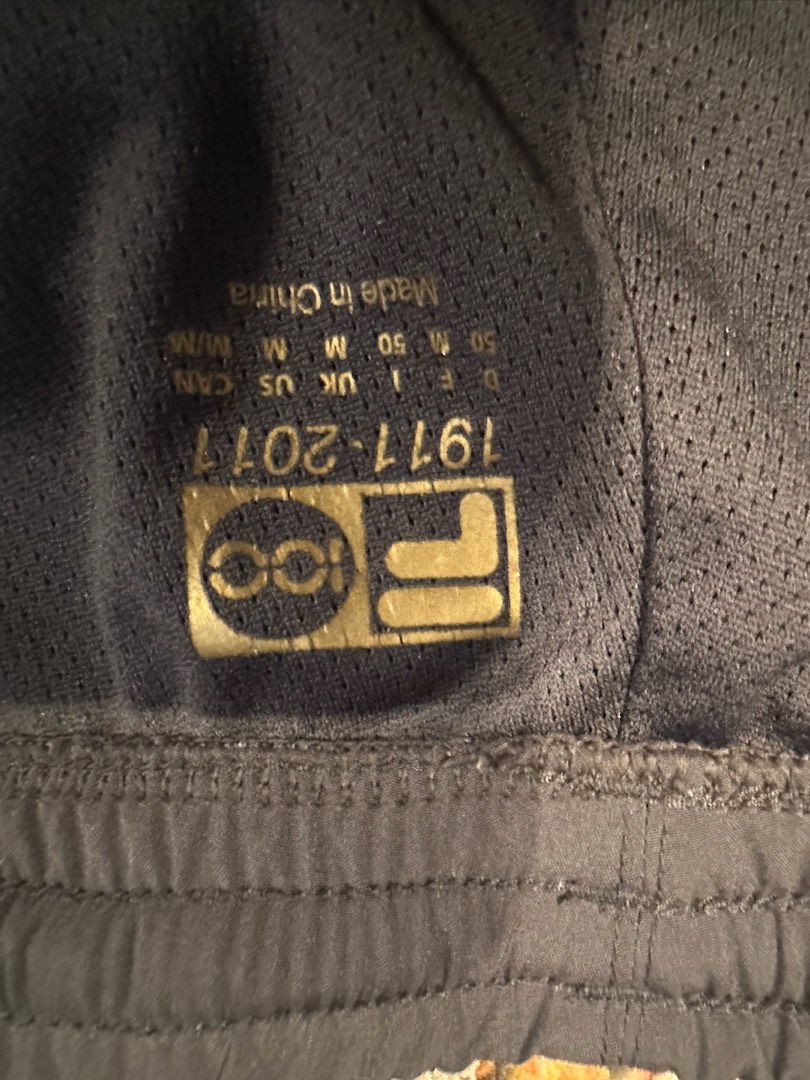 100
1911-2011
D F I UK US CAN
50 M 50 M M M/M
Made in China